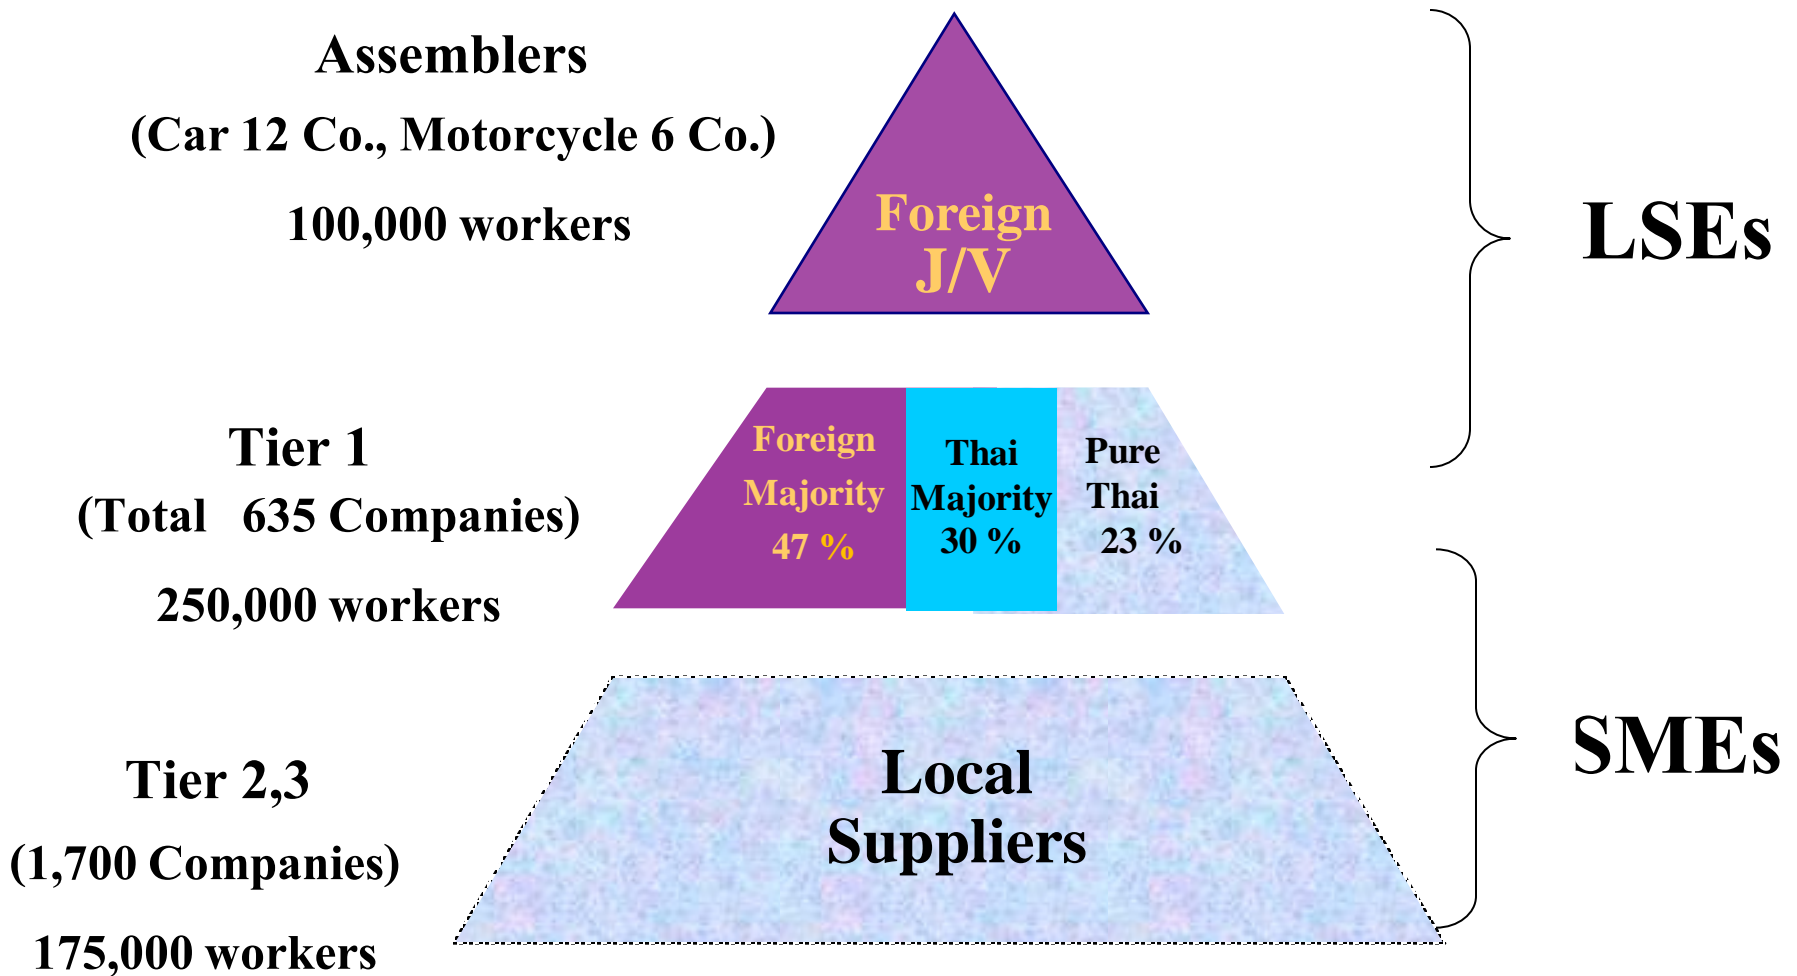 Assemblers
(Car 12 Co., Motorcycle 6 Co.)
100,000 workers
Foreign
J/V
LSEs
Tier 1
(Total 635 Companies)
250,000 workers
Foreign
Majority
47 %
Thai
Majority
30 %
Pure
Thai
23 %
SMEs
Tier 2,3
(1,700 Companies)
175,000 workers
Local
Suppliers